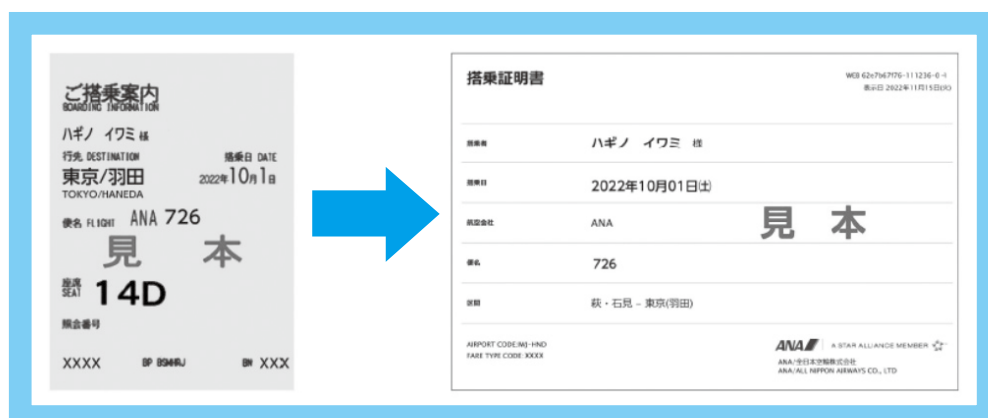 ご搭乗案内
BOARDING INFORMATION
ハギノ イワミ 様
行先 DESTINATION 搭乗日 DATE
東京/羽田 2022年10月1日
TOKYO/HANEDA
便名 FLIGHT ANA 726
見 本
座席 SEAT 14D
照会番号
XXXX BP BN XXX
搭乗証明書
表示日 2022年11月15日(火)
搭乗者 ハギノ イワミ 様
搭乗日 2022年10月01日(土)
航空会社 ANA
見 本
便名 726
区間 萩・石見 – 東京(羽田)
AIRPORT CODE:IWJ-HND
FARE TYPE CODE XXXX
ANA A STAR ALLIANCE MEMBER
ANA/全日本空輸株式会社
ANA/ALL NIPPON AIRWAYS CO., LTD